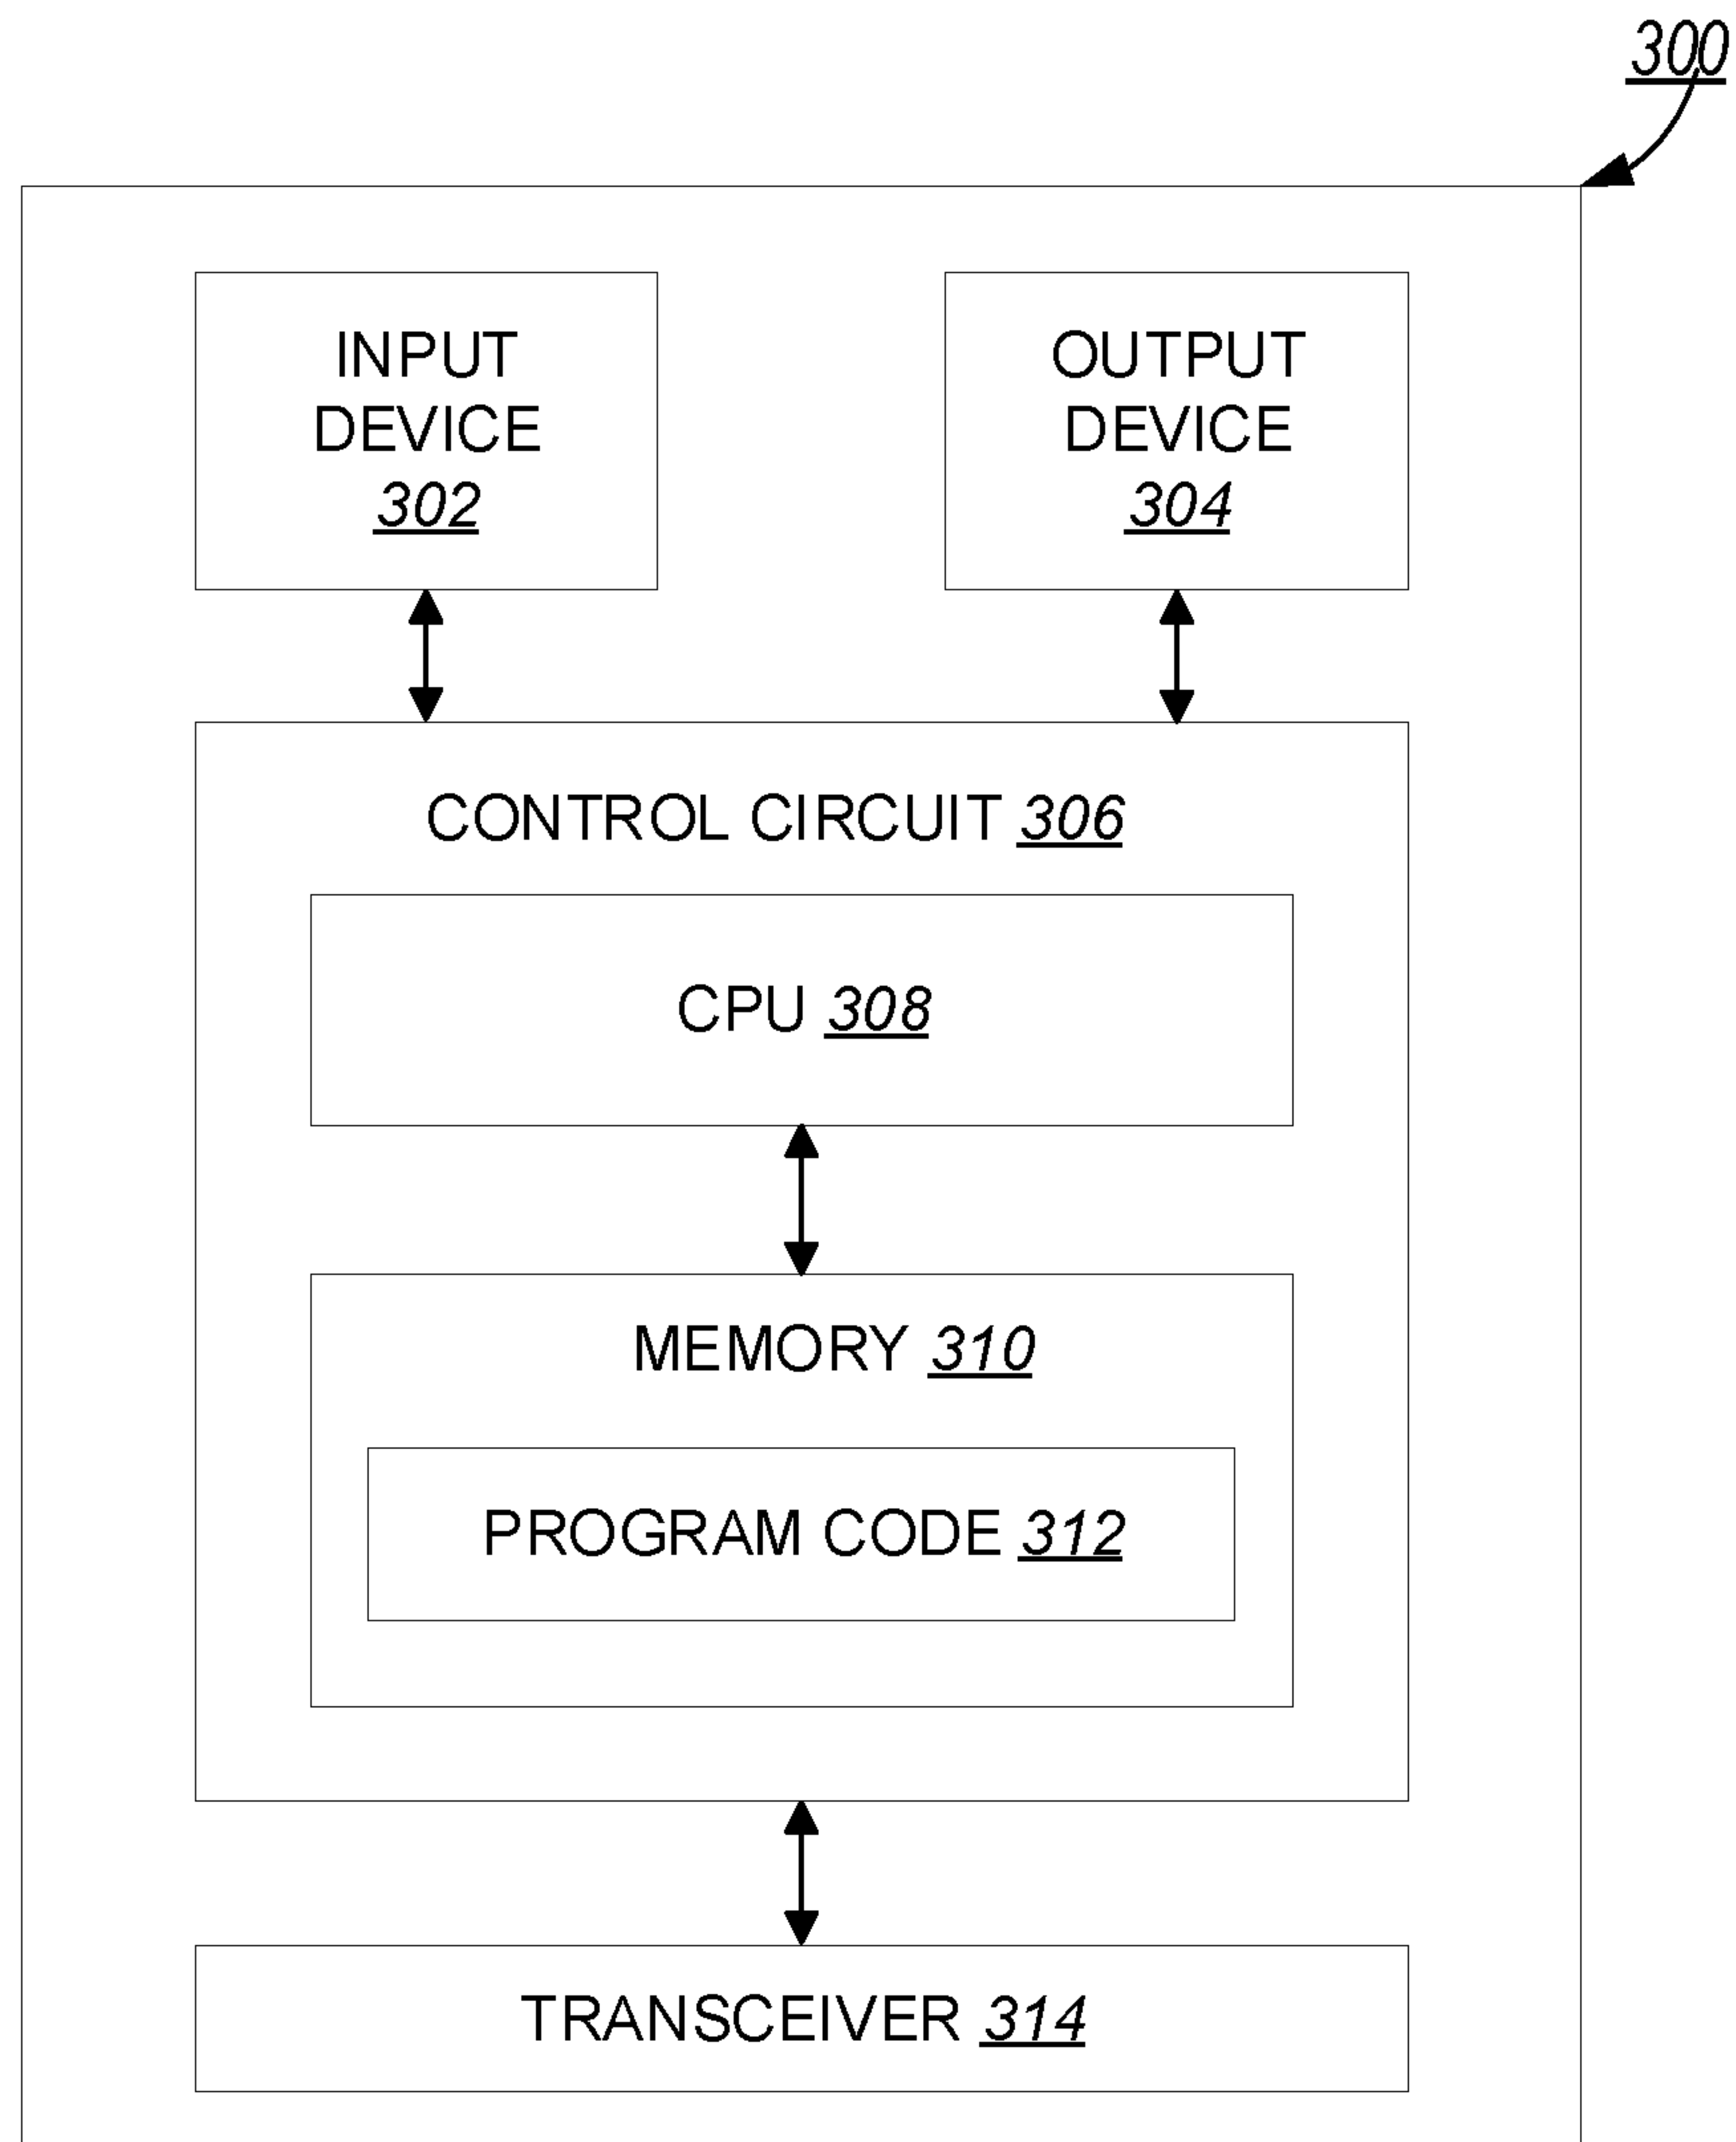 300
INPUT
DEVICE
302
OUTPUT
DEVICE
304
CONTROL CIRCUIT 306
CPU 308
MEMORY 310
PROGRAM CODE 312
TRANSCEIVER 314